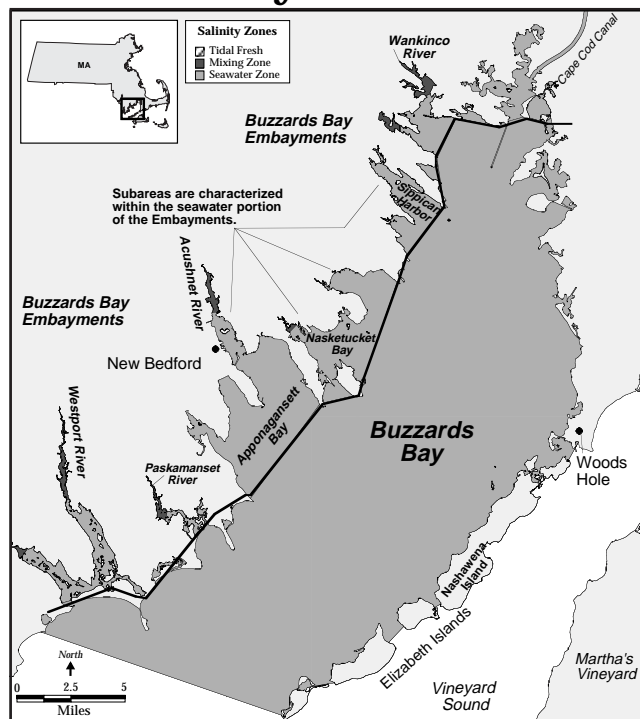 MA
Salinity Zones
Tidal Fresh
Mixing Zone
Seawater Zone
Wankinco
River
Cape Cod Canal
Buzzards Bay
Embayments
Subareas are characterized
within the seawater portion
of the Embayments.
Sippican
Harbor
Acushnet River
Buzzards Bay
Embayments
New Bedford
Nasketucket
Bay
Apponagansett
Bay
Buzzards
Bay
Westport River
Paskamanset
River
Woods
Hole
Nashawena
Island
Elizabeth Islands
North
0 2.5 5
Miles
Vineyard
Sound
Martha's
Vineyard